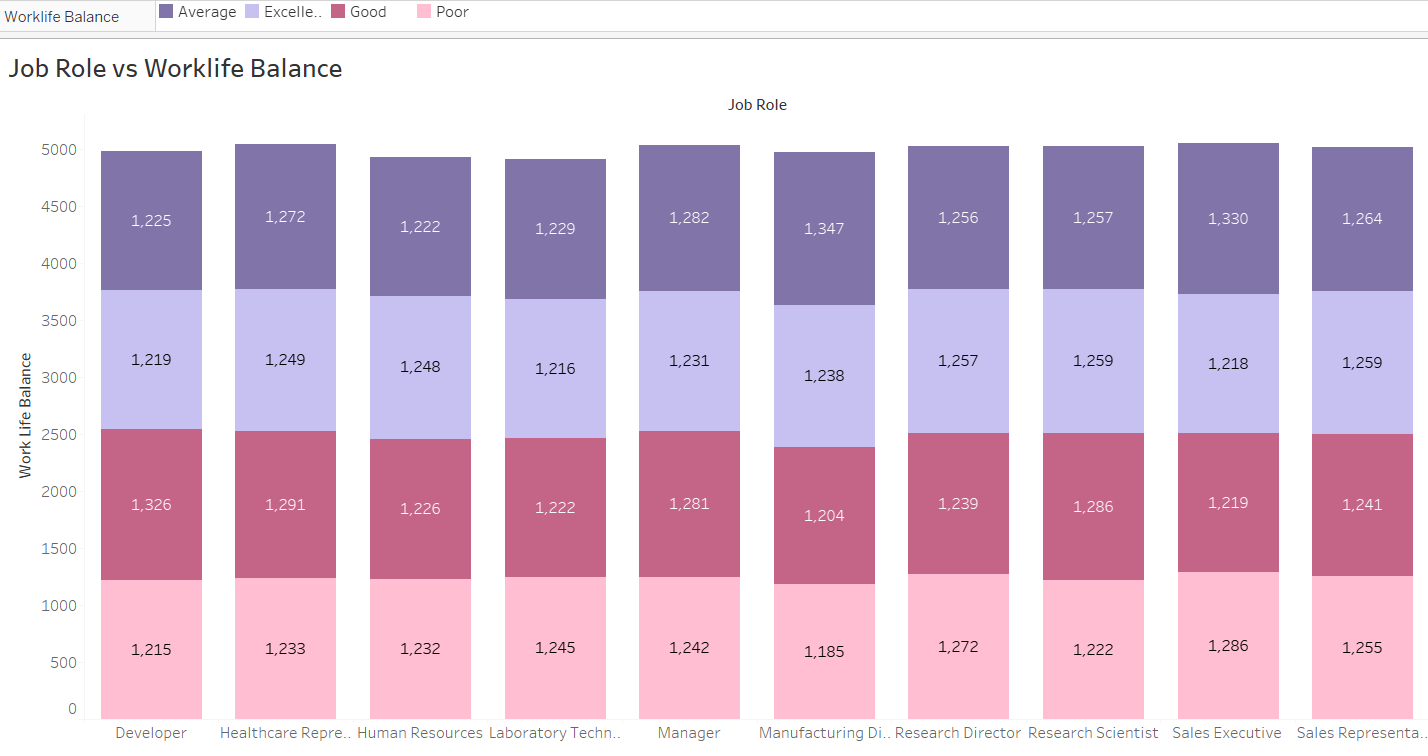 Worklife Balance Average Excelle.. Good Poor
Job Role vs Worklife Balance
Job Role
Work Life Balance
5000
4500
4000
3500
3000
2500
2000
1500
1000
500
0
1,225 1,272 1,222 1,229 1,282 1,347 1,256 1,257 1,330 1,264
1,219 1,249 1,248 1,216 1,231 1,238 1,257 1,259 1,218 1,259
1,326 1,291 1,226 1,222 1,281 1,204 1,239 1,286 1,219 1,241
1,215 1,233 1,232 1,245 1,242 1,185 1,272 1,222 1,286 1,255
Developer Healthcare Repre.. Human Resources Laboratory Techn.. Manager Manufacturing Di.. Research Director Research Scientist Sales Executive Sales Representa..